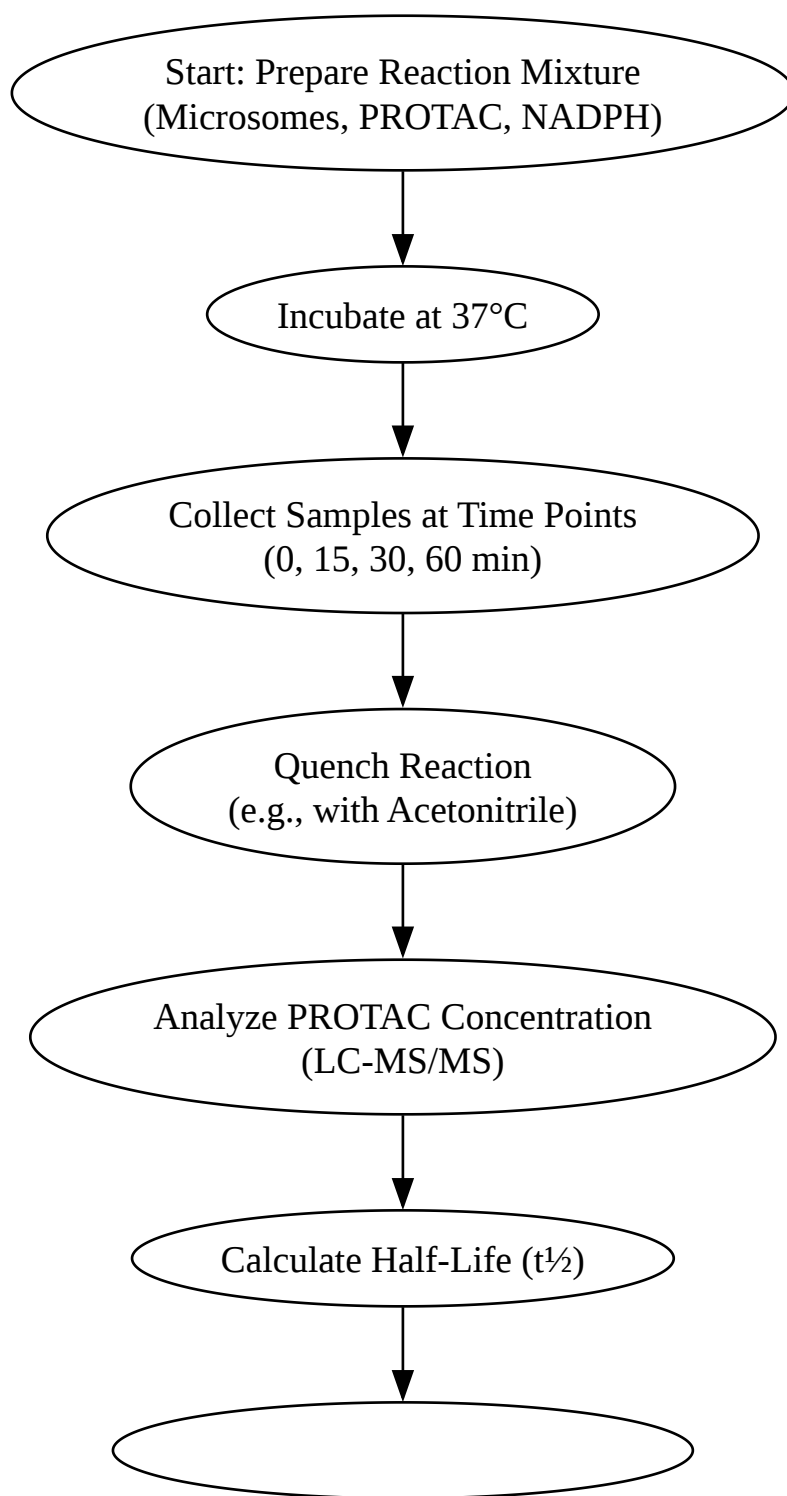 Start: Prepare Reaction Mixture
(Microsomes, PROTAC, NADPH)
Incubate at 37°C
Collect Samples at Time Points
(0, 15, 30, 60 min)
Quench Reaction
(e.g., with Acetonitrile)
Analyze PROTAC Concentration
(LC-MS/MS)
Calculate Half-Life (t½)